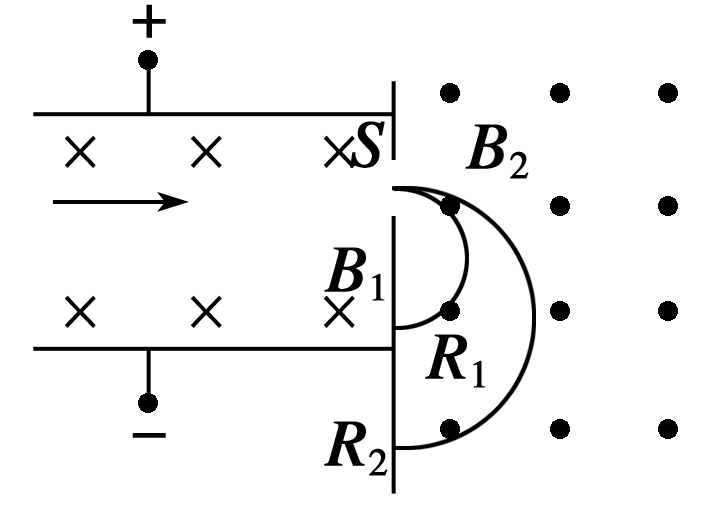 +
S
B₂
B₁
R₁
R₂
−